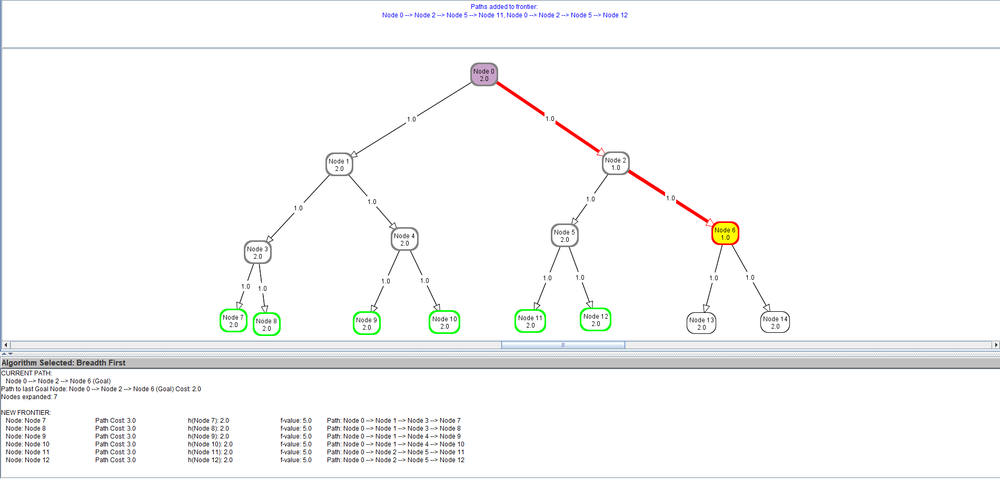 Paths added to frontier:
Node 0 --> Node 2 --> Node 5 --> Node 11, Node 0 --> Node 2 --> Node 5 --> Node 12
Node 0
2.0
1.0
1.0
Node 1
2.0
Node 2
1.0
1.0
1.0
1.0
1.0
Node 3
2.0
Node 4
2.0
Node 5
2.0
Node 6
1.0
1.0
1.0
1.0
1.0
1.0
1.0
1.0
1.0
Node 7
2.0
Node 8
2.0
Node 9
2.0
Node 10
2.0
Node 11
2.0
Node 12
2.0
Node 13
2.0
Node 14
2.0
Algorithm Selected: Breadth First
CURRENT PATH:
Node 0 --> Node 2 --> Node 6 (Goal)
Path to last Goal Node: Node 0 --> Node 2 --> Node 6 (Goal) Cost: 2.0
Nodes expanded: 7
NEW FRONTIER:
Node: Node 7 Path Cost: 3.0 h(Node 7): 2.0 f-value: 5.0 Path: Node 0 --> Node 1 --> Node 3 --> Node 7
Node: Node 8 Path Cost: 3.0 h(Node 8): 2.0 f-value: 5.0 Path: Node 0 --> Node 1 --> Node 3 --> Node 8
Node: Node 9 Path Cost: 3.0 h(Node 9): 2.0 f-value: 5.0 Path: Node 0 --> Node 1 --> Node 4 --> Node 9
Node: Node 10 Path Cost: 3.0 h(Node 10): 2.0 f-value: 5.0 Path: Node 0 --> Node 1 --> Node 4 --> Node 10
Node: Node 11 Path Cost: 3.0 h(Node 11): 2.0 f-value: 5.0 Path: Node 0 --> Node 2 --> Node 5 --> Node 11
Node: Node 12 Path Cost: 3.0 h(Node 12): 2.0 f-value: 5.0 Path: Node 0 --> Node 2 --> Node 5 --> Node 12